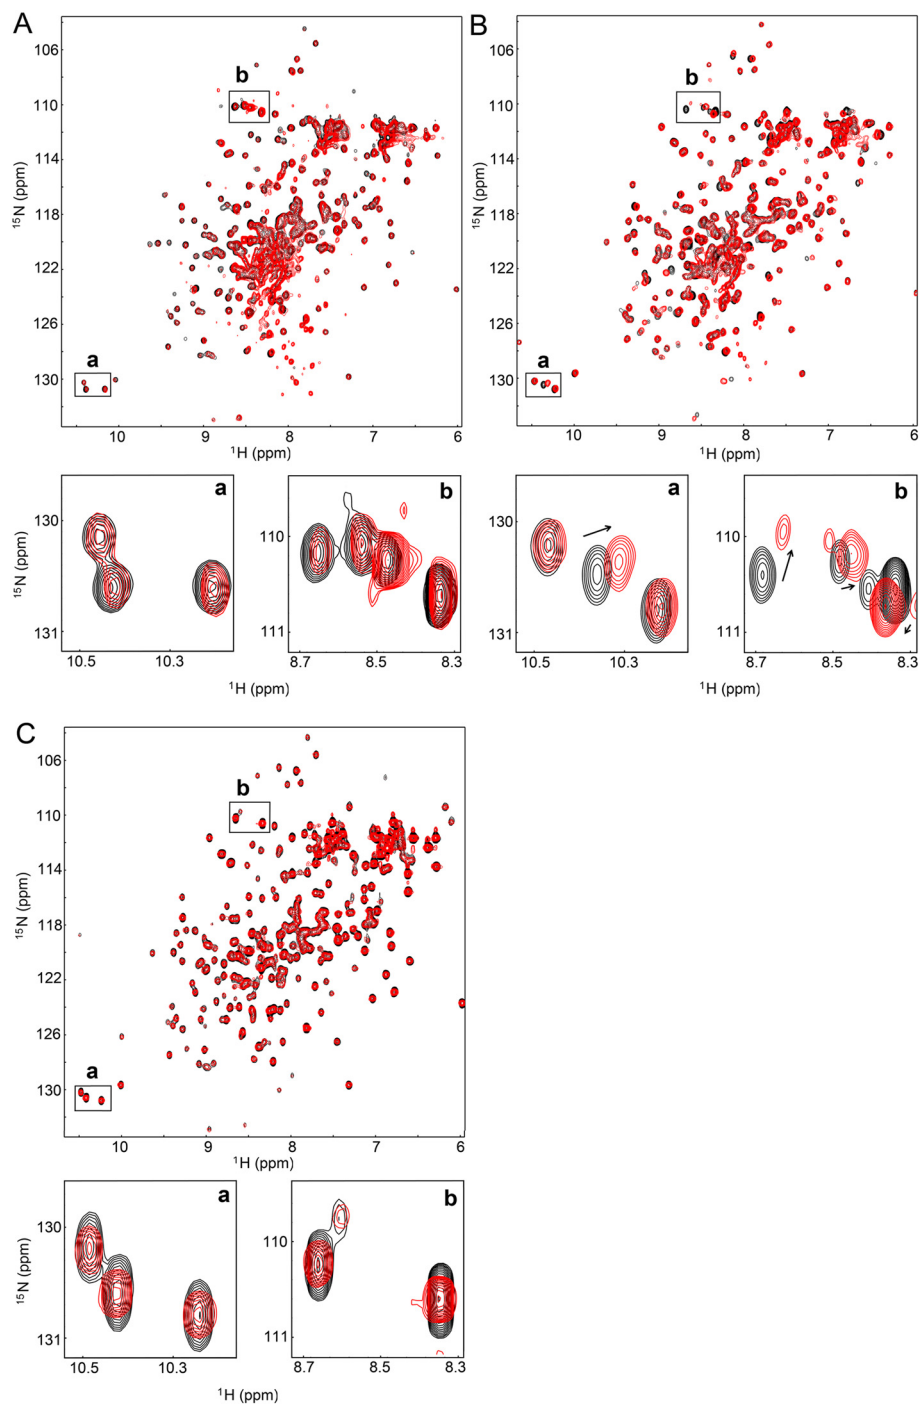 A
B
106
110
114
118
122
126
130
¹⁵N (ppm)
b
a
10 9 8 7 6
¹H (ppm)
106
110
114
118
122
126
130
¹⁵N (ppm)
b
a
10 9 8 7 6
¹H (ppm)
a
b
130
131
¹⁵N (ppm)
110
111
10.5 10.3
8.7 8.5 8.3
¹H (ppm)
a
b
130
131
¹⁵N (ppm)
110
111
10.5 10.3
8.7 8.5 8.3
¹H (ppm)
C
106
110
114
118
122
126
130
¹⁵N (ppm)
b
a
10 9 8 7 6
¹H (ppm)
a
b
130
131
¹⁵N (ppm)
110
111
10.5 10.3
8.7 8.5 8.3
¹H (ppm)